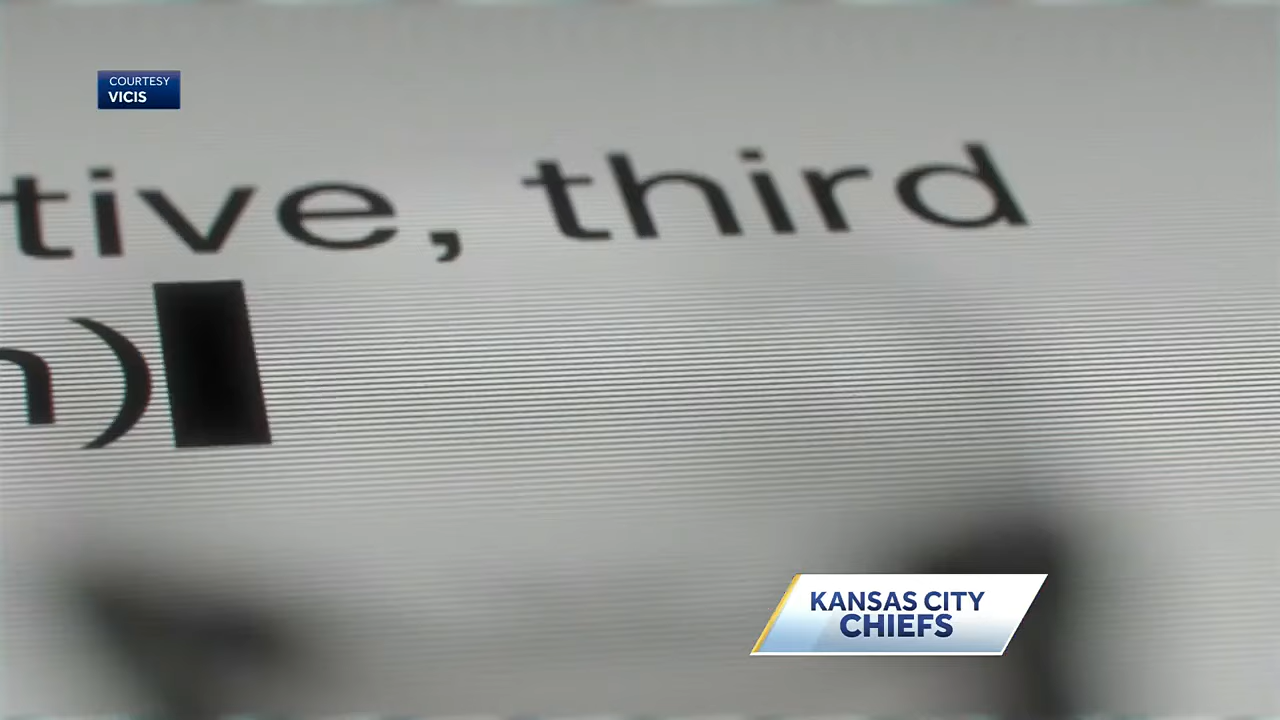 COURTESY
VICIS
tive, third
n)
KANSAS CITY
CHIEFS